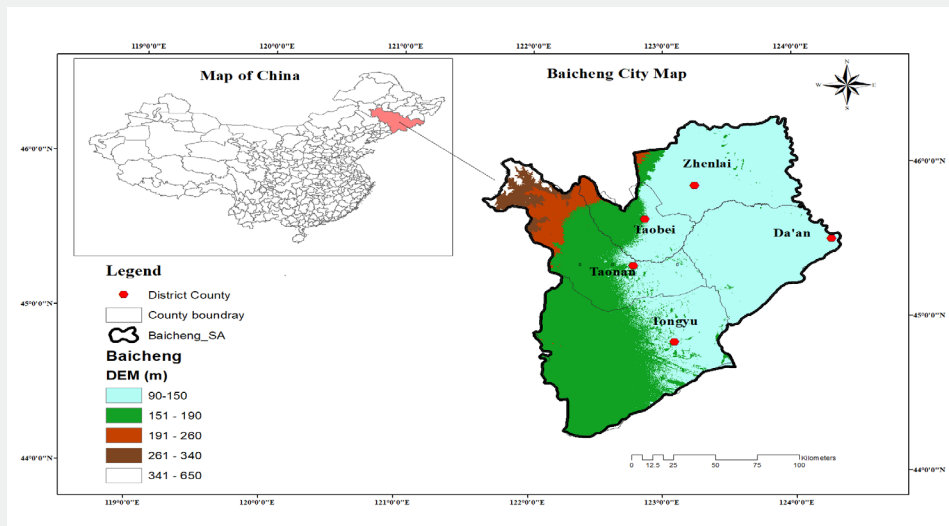 119°0'0"E 120°0'0"E 121°0'0"E 122°0'0"E 123°0'0"E 124°0'0"E
Map of China
Baicheng City Map
N
W E
S
46°0'0"N
46°0'0"N
Zhenlai
Taobei
Da'an
Taonan
Tongyu
Legend
District County
County boundray
Baicheng_SA
Baicheng
DEM (m)
90-150
151 - 190
191 - 260
261 - 340
341 - 650
45°0'0"N
45°0'0"N
Kilometers
0 12.5 25 50 75 100
44°0'0"N
44°0'0"N
119°0'0"E 120°0'0"E 121°0'0"E 122°0'0"E 123°0'0"E 124°0'0"E